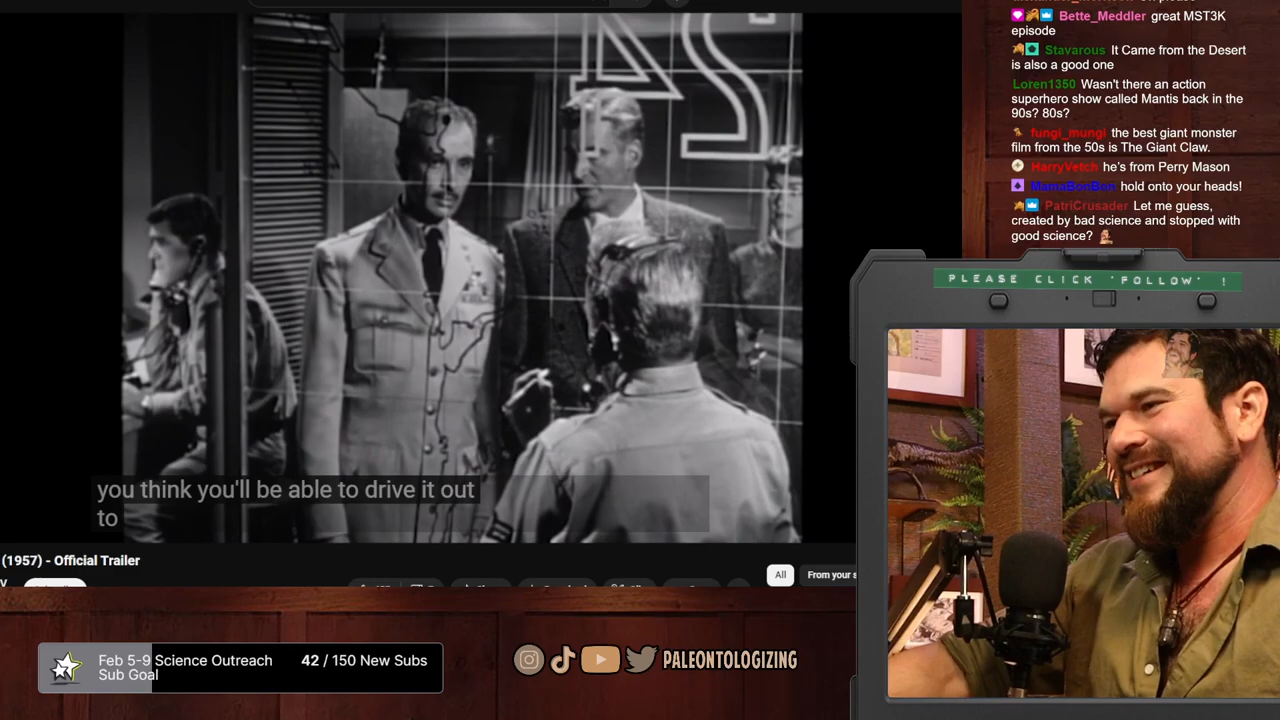 Bette_Meddler great MST3K
episode
Stavarous It Came from the Desert
is also a good one
Loren1350 Wasn't there an action
superhero show called Mantis back in the
90s? 80s?
fungi_mungi the best giant monster
film from the 50s is The Giant Claw.
HarryVetch he's from Perry Mason
MamaBonBon hold onto your heads!
PatriCrusader Let me guess,
created by bad science and stopped with
good science?
PLEASE CLICK 'FOLLOW' !
24
you think you'll be able to drive it out
to
(1957) - Official Trailer
All
From your s
Feb 5-9 Science Outreach
Sub Goal
42 / 150 New Subs
PALEONTOLOGIZING